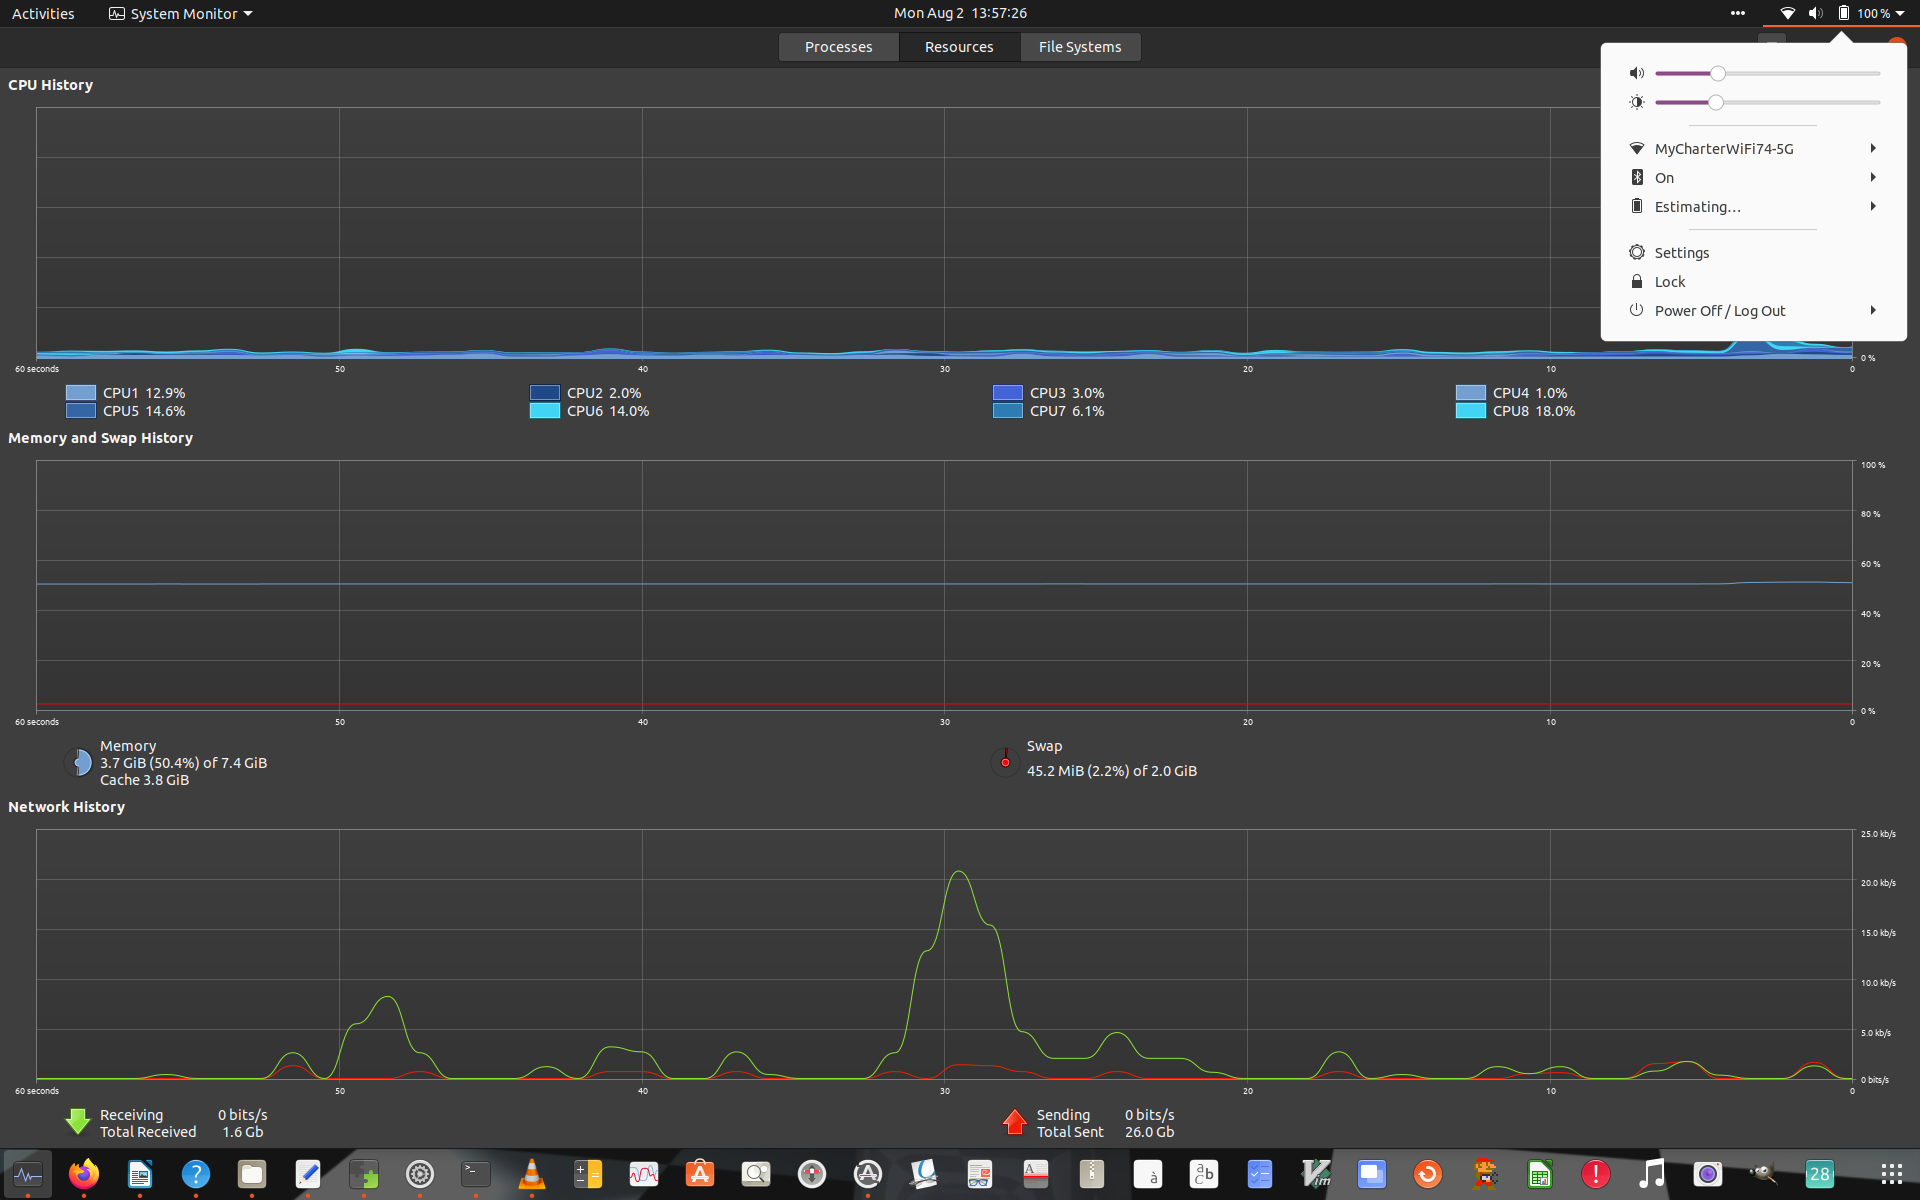 Activities
System Monitor
Mon Aug 2 13:57:26
100 %
Processes
Resources
File Systems
MyCharterWiFi74-5G
On
Estimating…
Settings
Lock
Power Off / Log Out
CPU History
0 %
60 seconds 50 40 30 20 10 0
CPU1 12.9% CPU2 2.0% CPU3 3.0% CPU4 1.0%
CPU5 14.6% CPU6 14.0% CPU7 6.1% CPU8 18.0%
Memory and Swap History
100 %
80 %
60 %
40 %
20 %
0 %
60 seconds 50 40 30 20 10 0
Memory
3.7 GiB (50.4%) of 7.4 GiB
Cache 3.8 GiB
Swap
45.2 MiB (2.2%) of 2.0 GiB
Network History
25.0 kb/s
20.0 kb/s
15.0 kb/s
10.0 kb/s
5.0 kb/s
0 bits/s
60 seconds 50 40 30 20 10 0
Receiving 0 bits/s
Total Received 1.6 Gb
Sending 0 bits/s
Total Sent 26.0 Gb
?
>_
A
A
à
a b c
Vim
!
28